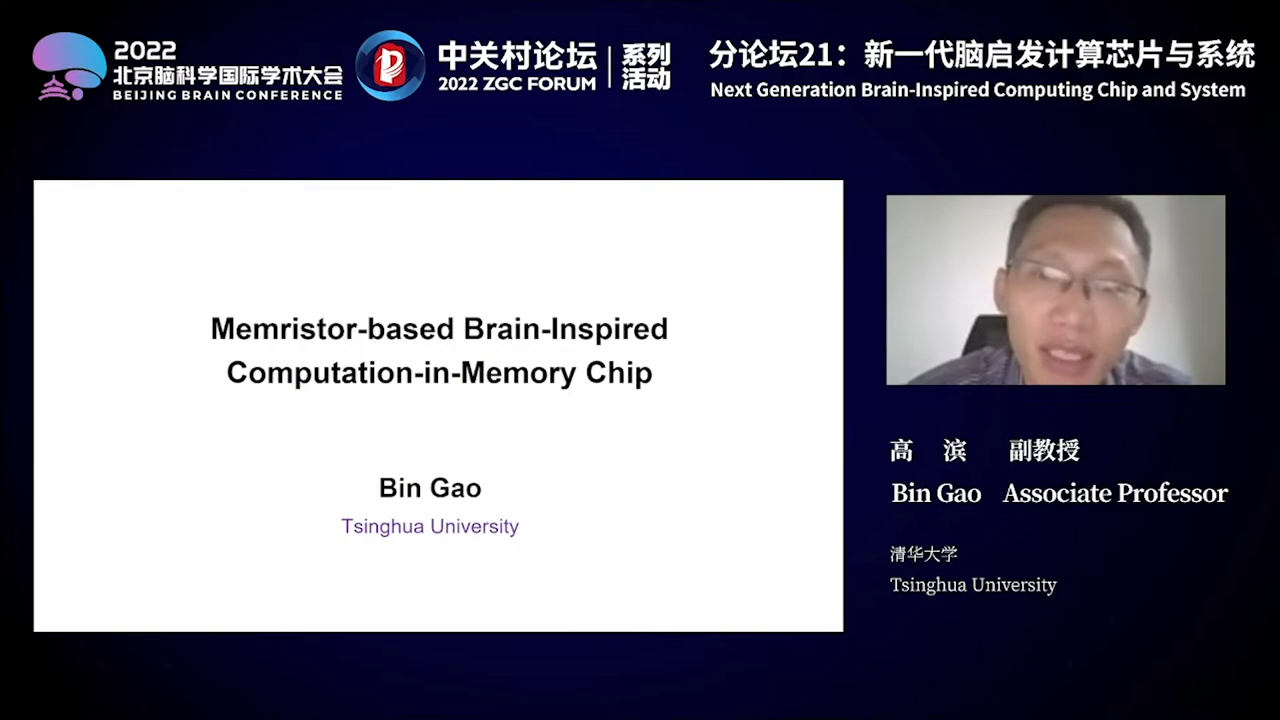 2022
北京脑科学国际学术大会
BEIJING BRAIN CONFERENCE
中关村论坛
2022 ZGC FORUM
系列
活动
分论坛21：新一代脑启发计算芯片与系统
Next Generation Brain-Inspired Computing Chip and System
Memristor-based Brain-Inspired
Computation-in-Memory Chip
Bin Gao
Tsinghua University
高 滨 副教授
Bin Gao Associate Professor
清华大学
Tsinghua University